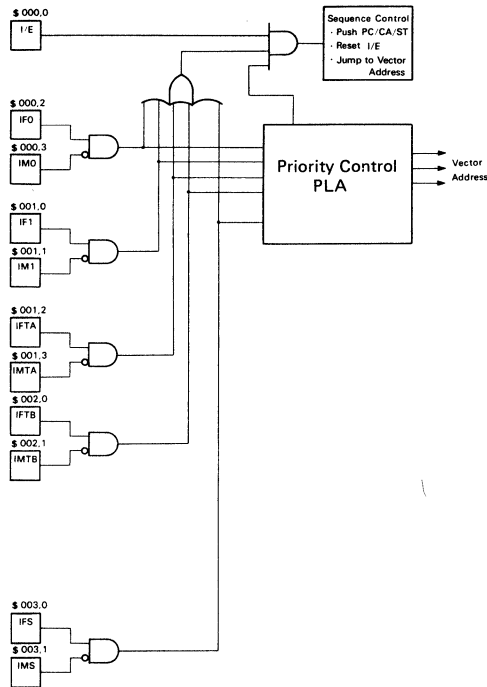 $ 000,0
I/E
Sequence Control
· Push PC/CA/ST
· Reset I/E
· Jump to Vector
Address
$ 000,2
IF0
$ 000,3
IM0
Priority Control
PLA
Vector
Address
$ 001,0
IF1
$ 001,1
IM1
$ 001,2
IFTA
$ 001,3
IMTA
$ 002,0
IFTB
$ 002,1
IMTB
$ 003,0
IFS
$ 003,1
IMS